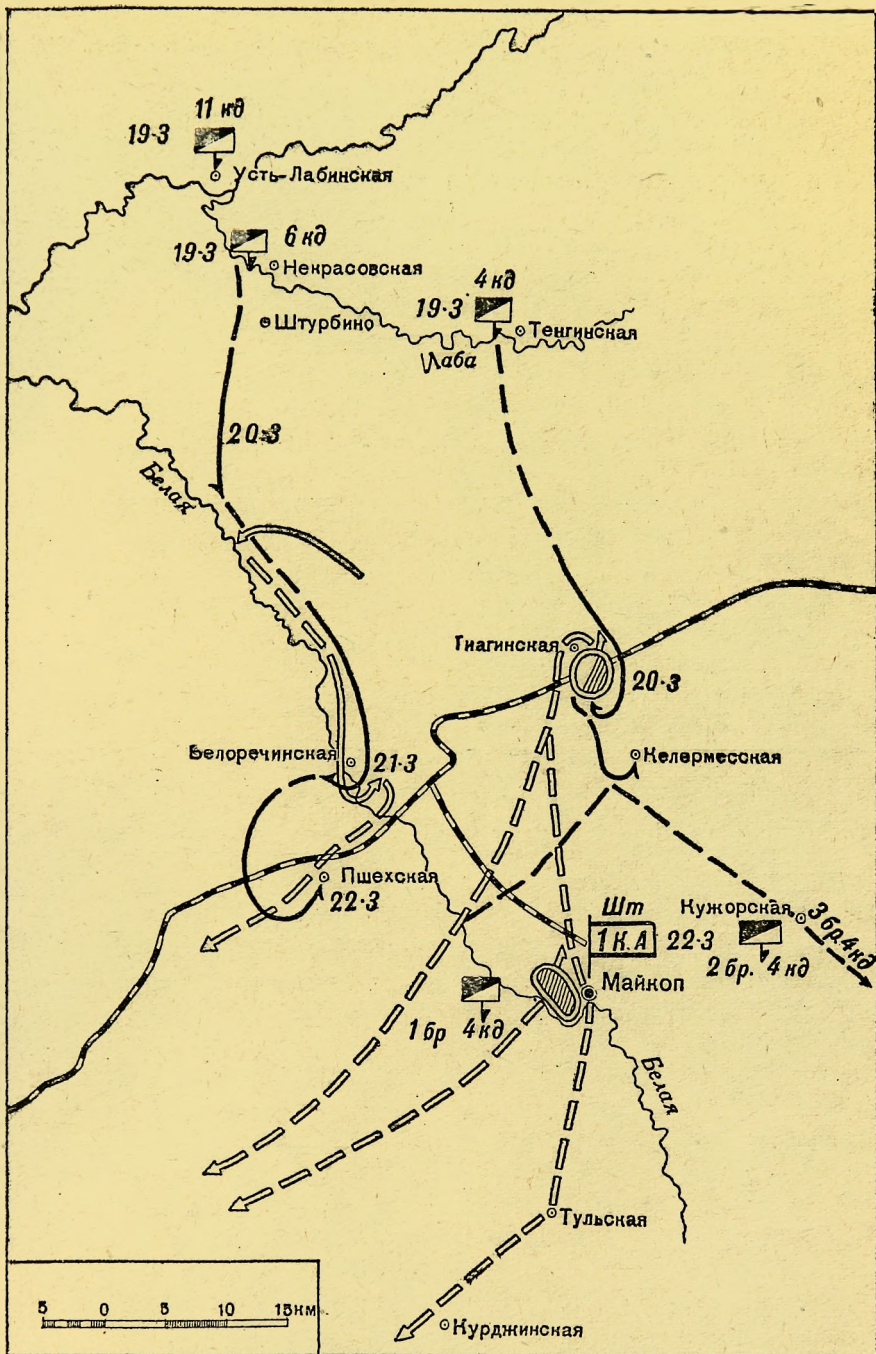 11 кд
19·3
Усть-Лабинская
6 кд
19·3
Некрасовская
4 кд
19·3
Штурбино
Тенгинская
Лаба
20·3
Белая
Гиагинская
20·3
Белоречинская
21·3
Келермесская
Пшехская
22·3
Шт
1 К.А
22·3
Кужорская
3 бр. 4 кд
2 бр. 4 кд
Майкоп
1 бр 4 кд
Белая
Тульская
5 0 5 10 15 км
Курджинская